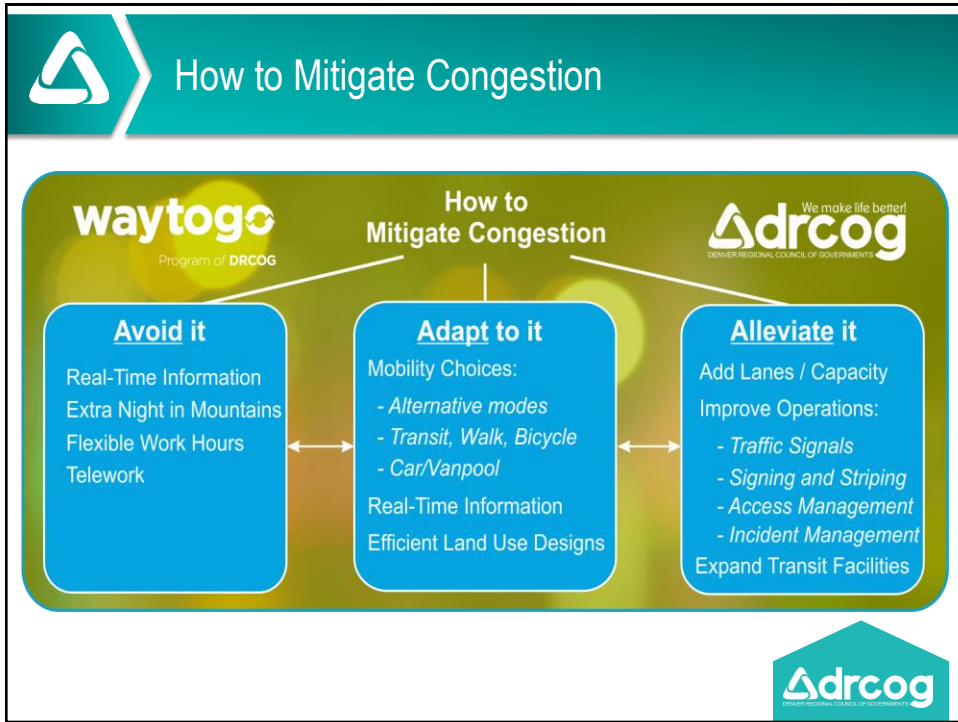 How to Mitigate Congestion
waytogo
Program of DRCOG
How to
Mitigate Congestion
We make life better!
drcog
DENVER REGIONAL COUNCIL OF GOVERNMENTS
Avoid it
Real-Time Information
Extra Night in Mountains
Flexible Work Hours
Telework
Adapt to it
Mobility Choices:
- Alternative modes
- Transit, Walk, Bicycle
- Car/Vanpool
Real-Time Information
Efficient Land Use Designs
Alleviate it
Add Lanes / Capacity
Improve Operations:
- Traffic Signals
- Signing and Striping
- Access Management
- Incident Management
Expand Transit Facilities
drcog
DENVER REGIONAL COUNCIL OF GOVERNMENTS